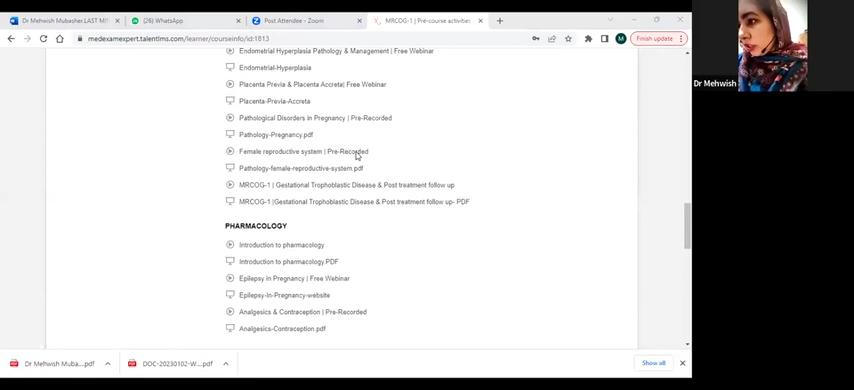 Dr Mehwish Mubasher.LAST MI
(26) WhatsApp
Post Attendee - Zoom
MRCOG-1 | Pre-course activities
medexamexpert.talentlms.com/learner/courseinfo/id:1813
M
Finish update
Endometrial Hyperplasia Pathology & Management | Free Webinar
Endometrial-Hyperplasia
Placenta Previa & Placenta Accreta| Free Webinar
Placenta-Previa-Accreta
Pathological Disorders in Pregnancy | Pre-Recorded
Pathology-Pregnancy.pdf
Female reproductive system | Pre-Recorded
Pathology-female-reproductive-system.pdf
MRCOG-1 | Gestational Trophoblastic Disease & Post treatment follow up
MRCOG-1 |Gestational Trophoblastic Disease & Post treatment follow up- PDF
PHARMACOLOGY
Introduction to pharmacology
Introduction to pharmacology.PDF
Epilepsy in Pregnancy | Free Webinar
Epilepsy-In-Pregnancy-website
Analgesics & Contraception | Pre-Recorded
Analgesics-Contraception.pdf
Dr Mehwish Muba....pdf
DOC-20230102-W....pdf
Show all
Dr Mehwish